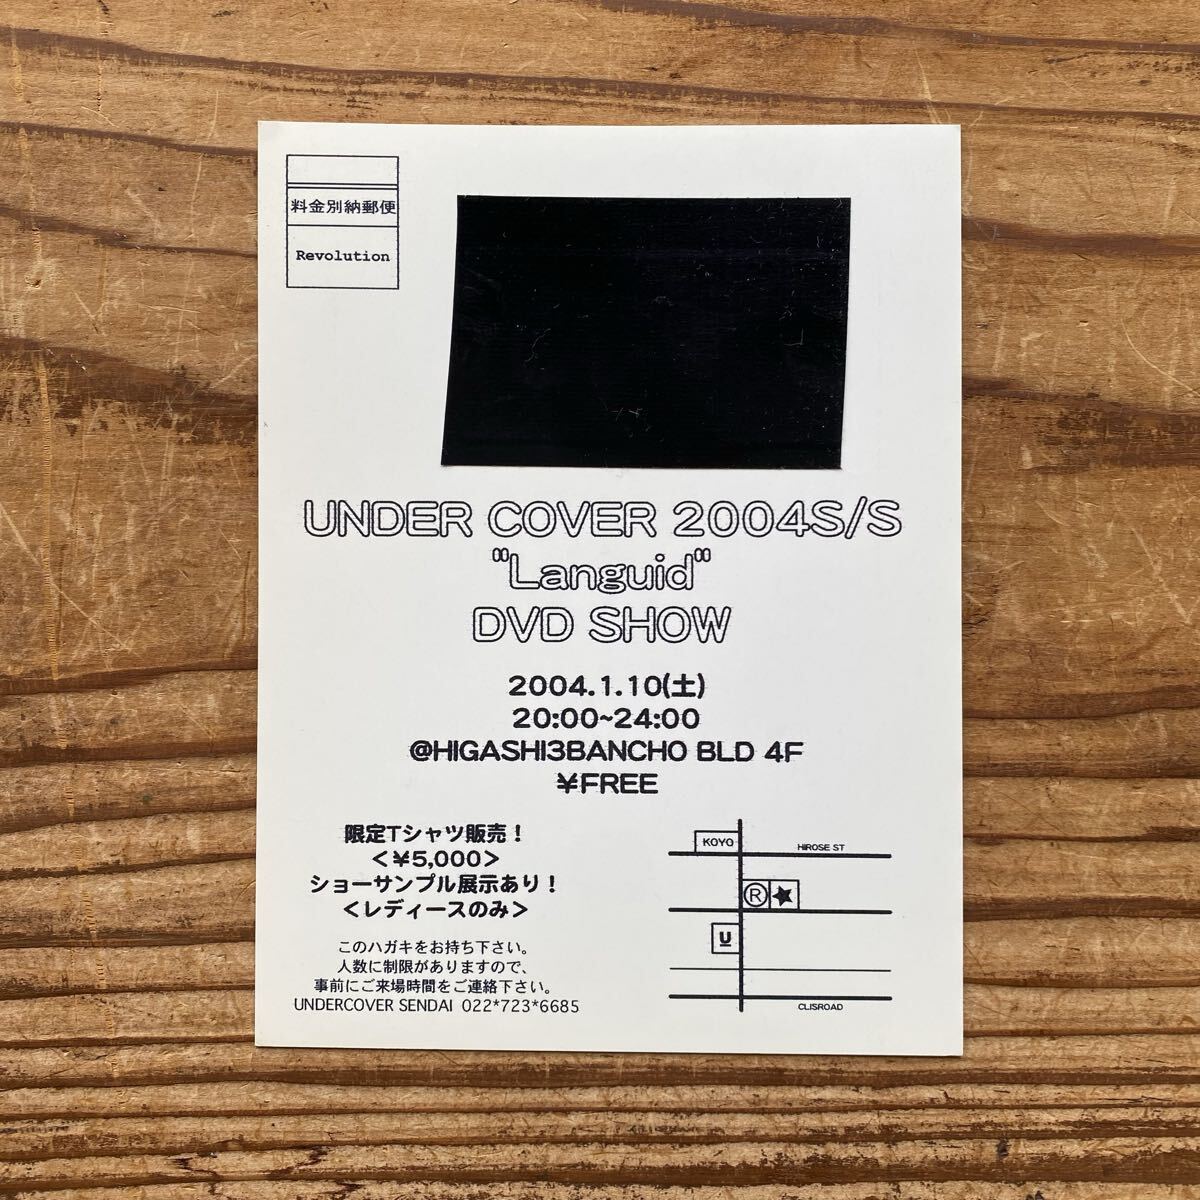 料金別納郵便
Revolution
UNDER COVER 2004S/S
"Languid"
DVD SHOW
2004.1.10(土)
20:00~24:00
@HIGASHI3BANCHO BLD 4F
¥FREE
限定Tシャツ販売！
＜¥5,000＞
ショーサンプル展示あり！
＜レディースのみ＞
このハガキをお持ち下さい。
人数に制限がありますので、
事前にご来場時間をご連絡下さい。
UNDERCOVER SENDAI 022*723*6685
KOYO
HIROSE ST
R
U
CLISROAD